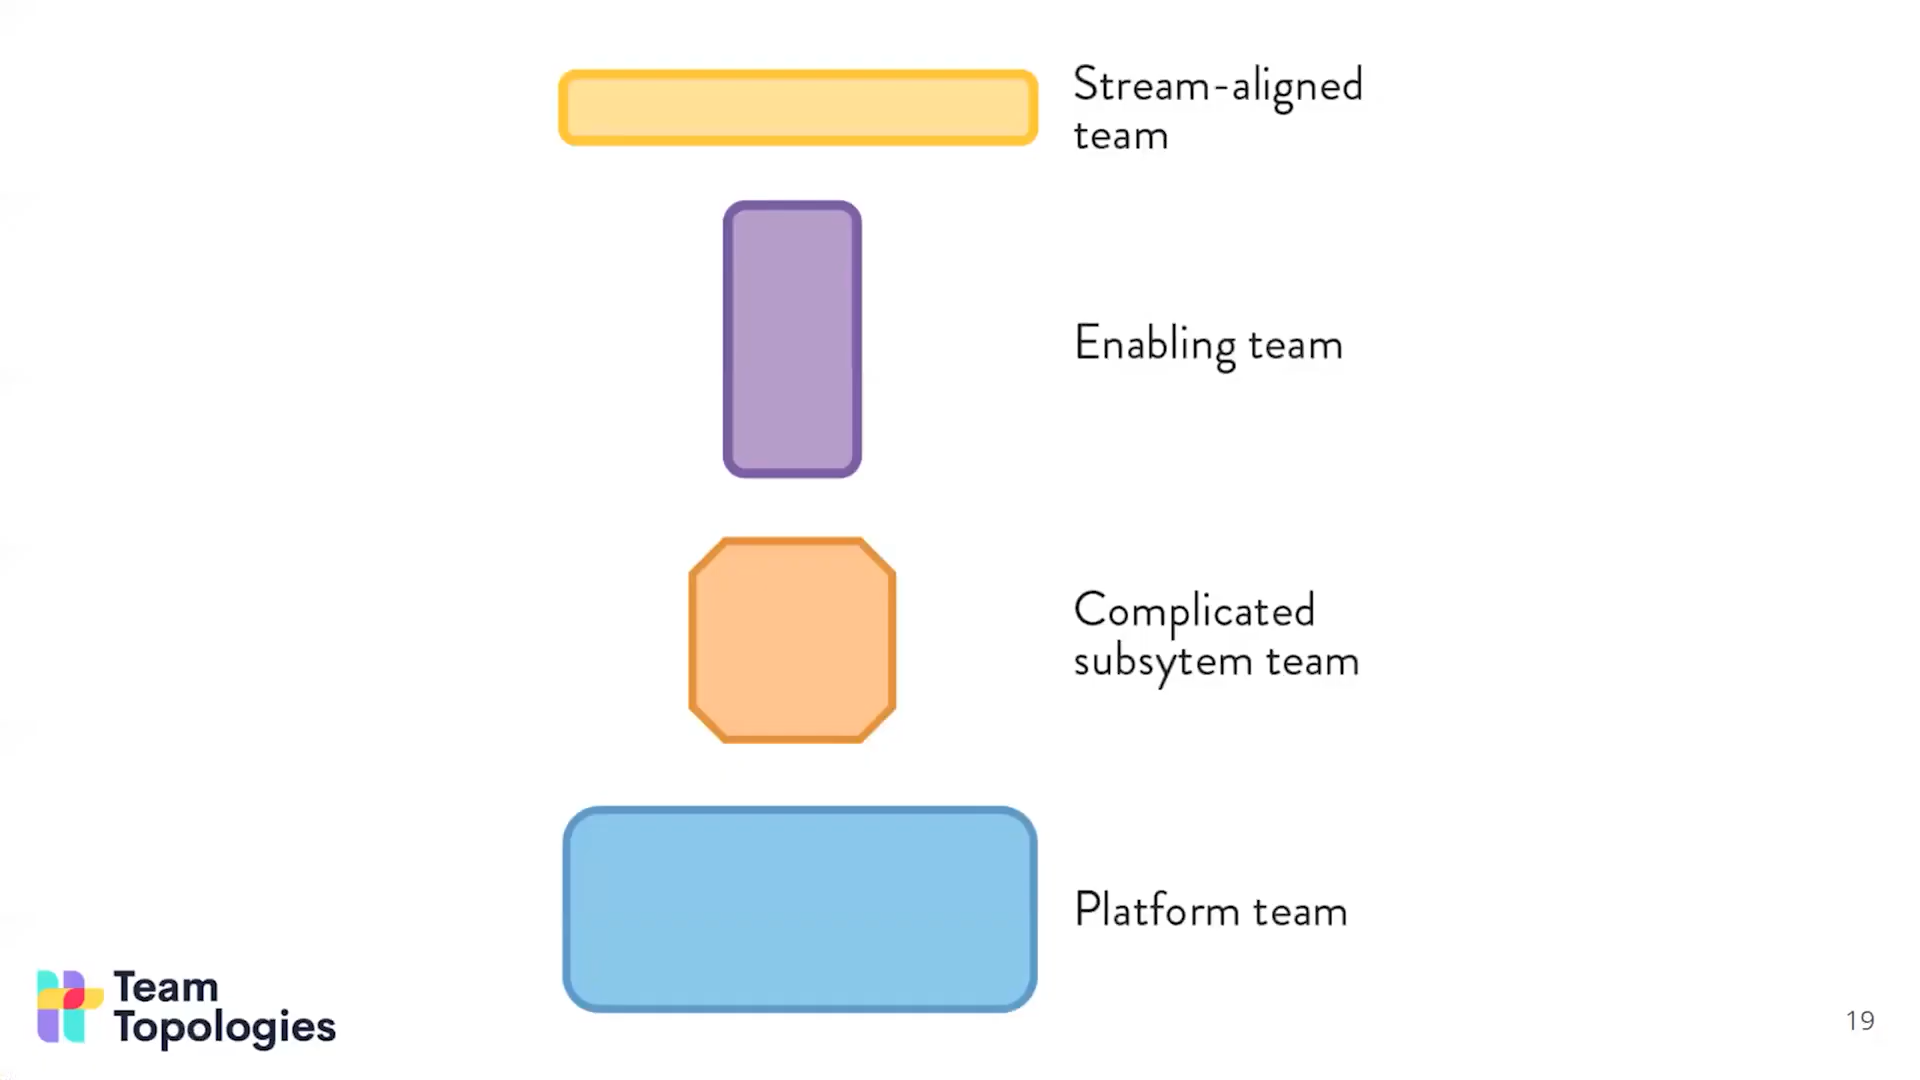 Stream-aligned
team
Enabling team
Complicated
subsytem team
Platform team
Team
Topologies
19